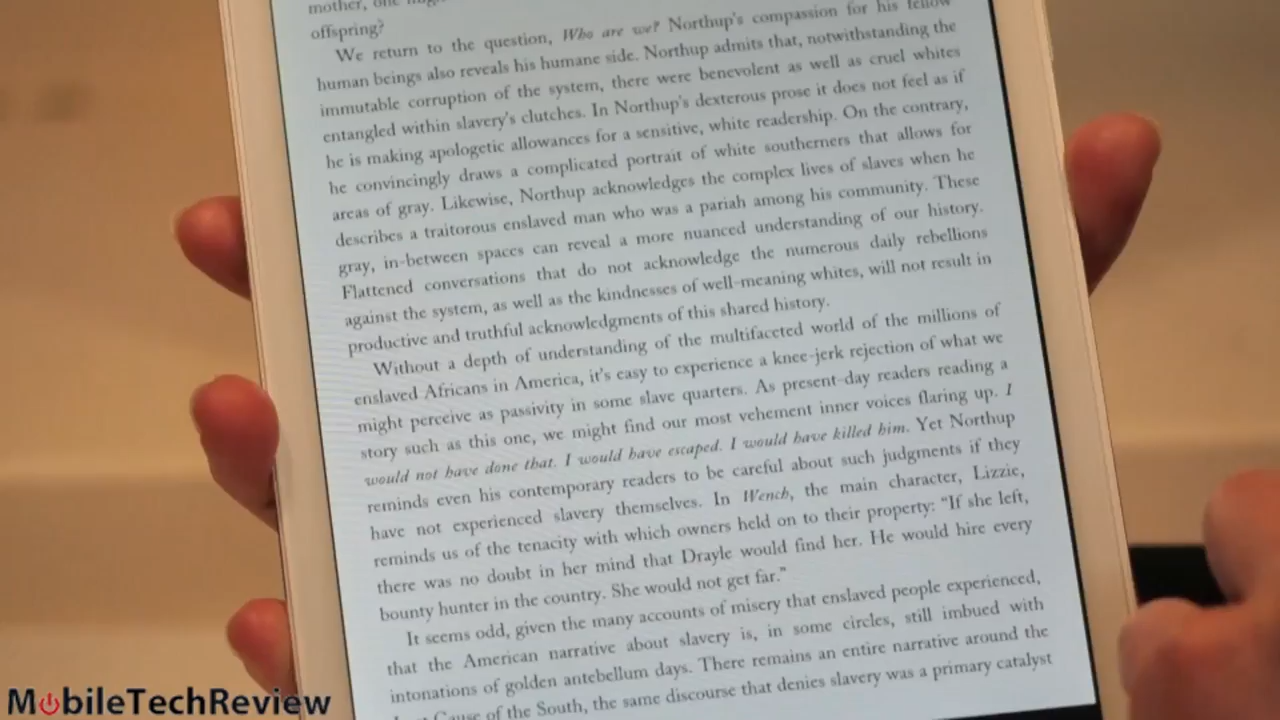 mother, one
offspring?
We return to the question, Who are we? Northup's compassion for his fellow
human beings also reveals his humane side. Northup admits that, notwithstanding the
immutable corruption of the system, there were benevolent as well as cruel whites
entangled within slavery's clutches. In Northup's dexterous prose it does not feel as if
he is making apologetic allowances for a sensitive, white readership. On the contrary,
he convincingly draws a complicated portrait of white southerners that allows for
areas of gray. Likewise, Northup acknowledges the complex lives of slaves when he
describes a traitorous enslaved man who was a pariah among his community. These
gray, in-between spaces can reveal a more nuanced understanding of our history.
Flattened conversations that do not acknowledge the numerous daily rebellions
against the system, as well as the kindnesses of well-meaning whites, will not result in
productive and truthful acknowledgments of this shared history.
Without a depth of understanding of the multifaceted world of the millions of
enslaved Africans in America, it's easy to experience a knee-jerk rejection of what we
might perceive as passivity in some slave quarters. As present-day readers reading a
story such as this one, we might find our most vehement inner voices flaring up. I
would not have done that. I would have escaped. I would have killed him. Yet Northup
reminds even his contemporary readers to be careful about such judgments if they
have not experienced slavery themselves. In Wench, the main character, Lizzie,
reminds us of the tenacity with which owners held on to their property: "If she left,
there was no doubt in her mind that Drayle would find her. He would hire every
bounty hunter in the country. She would not get far."
It seems odd, given the many accounts of misery that enslaved people experienced,
that the American narrative about slavery is, in some circles, still imbued with
intonations of golden antebellum days. There remains an entire narrative around the
Cause of the South, the same discourse that denies slavery was a primary catalyst
MobileTechReview